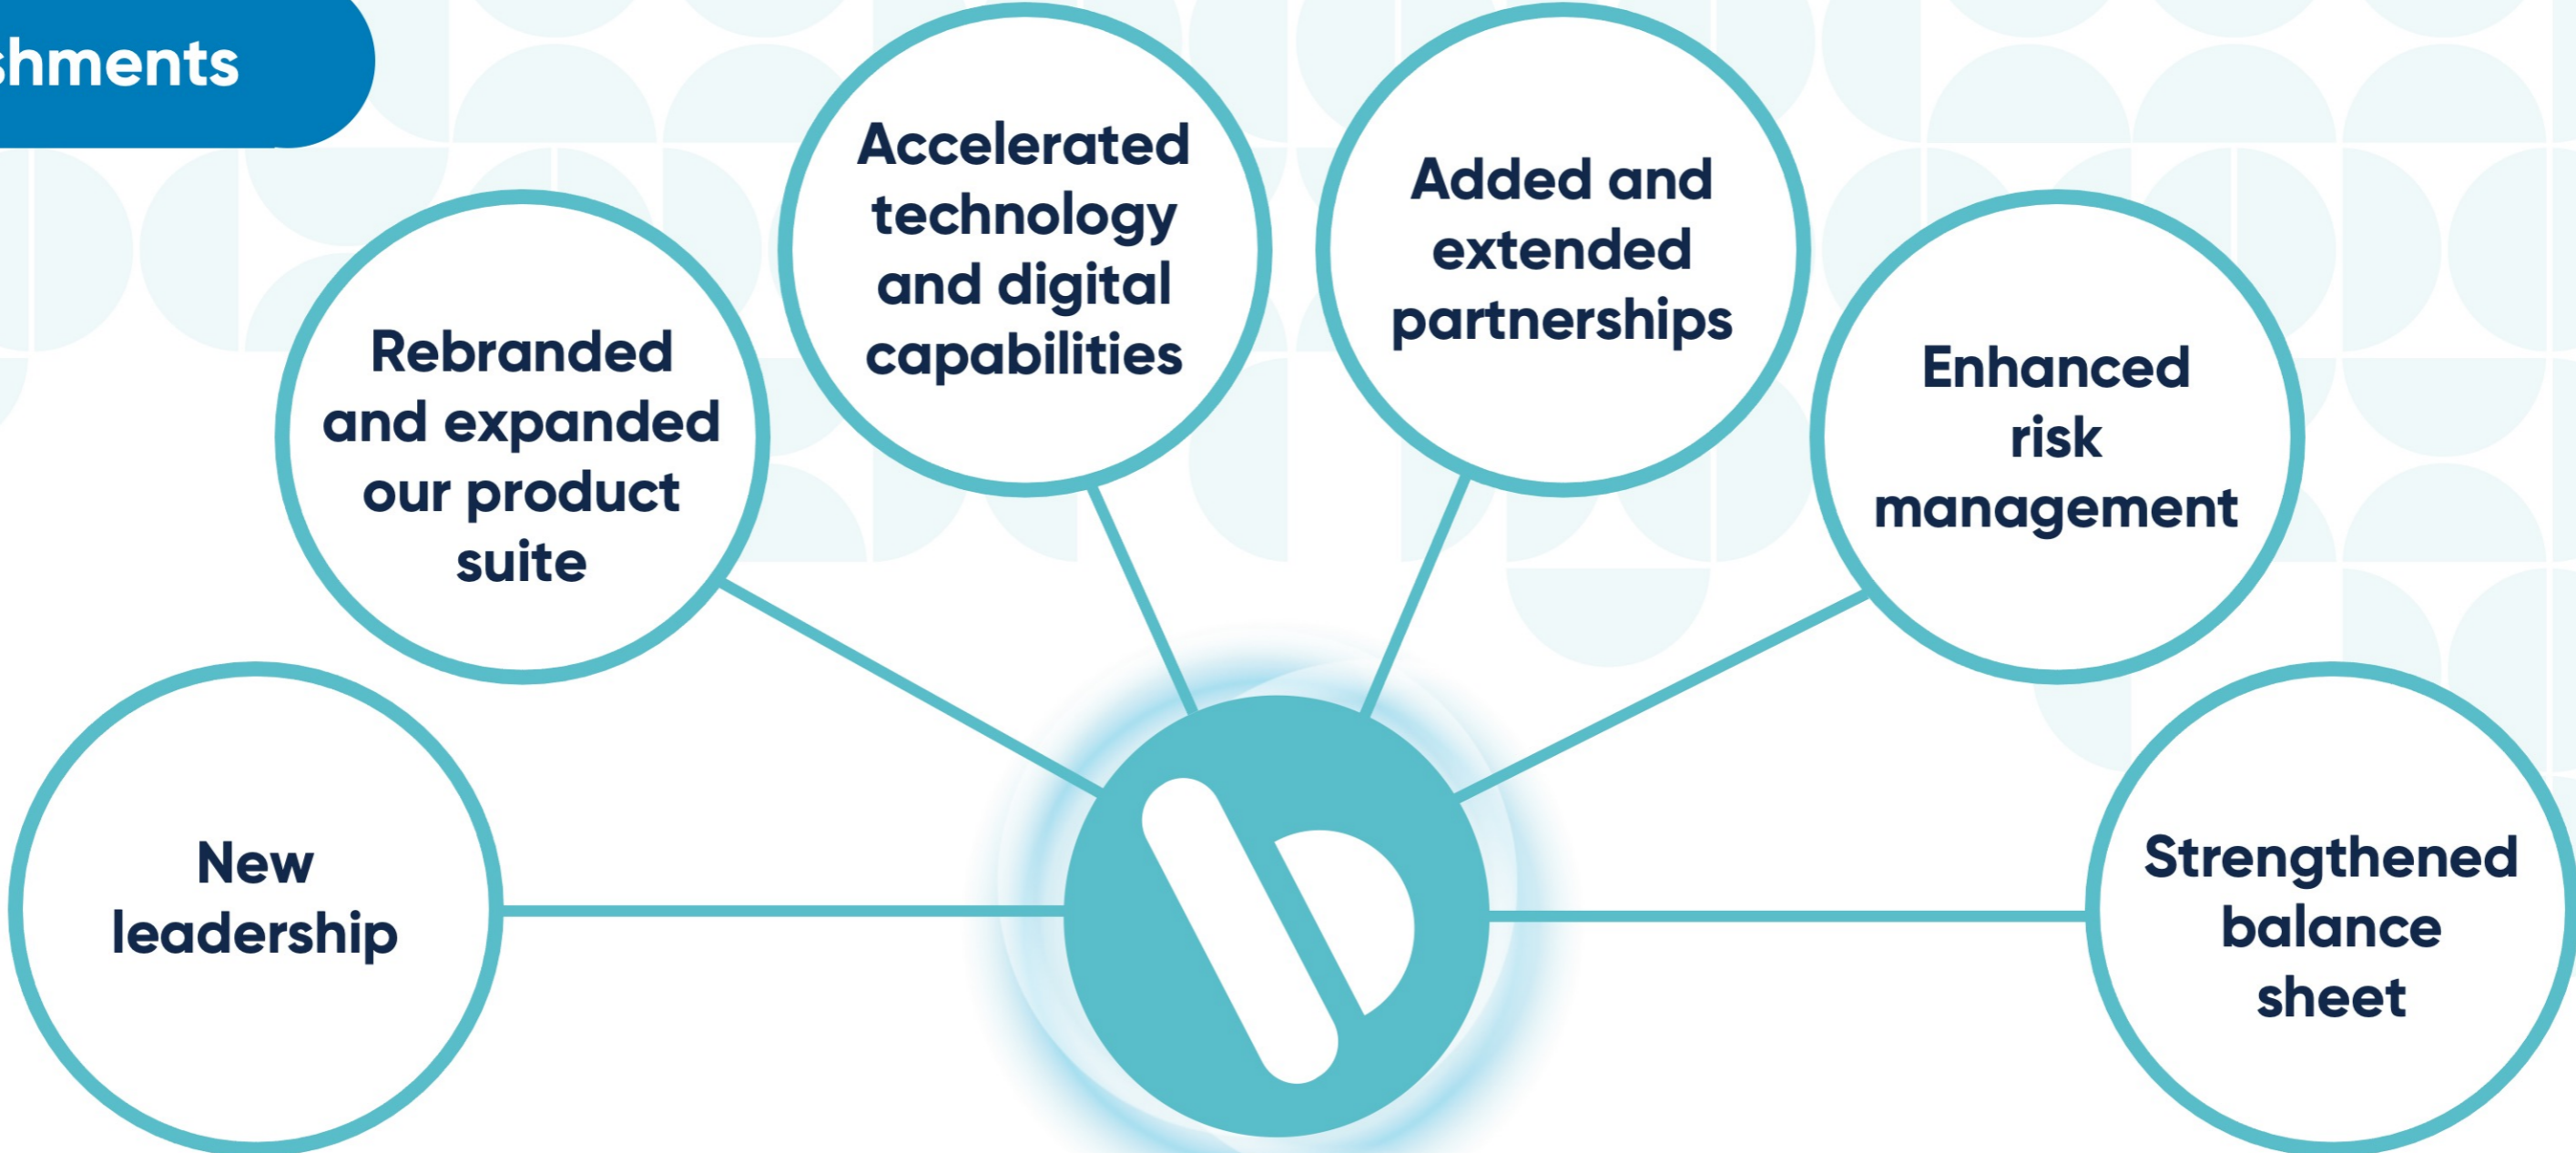 shments
Accelerated
technology
and digital
capabilities
Added and
extended
partnerships
Rebranded
and expanded
our product
suite
Enhanced
risk
management
New
leadership
Strengthened
balance
sheet